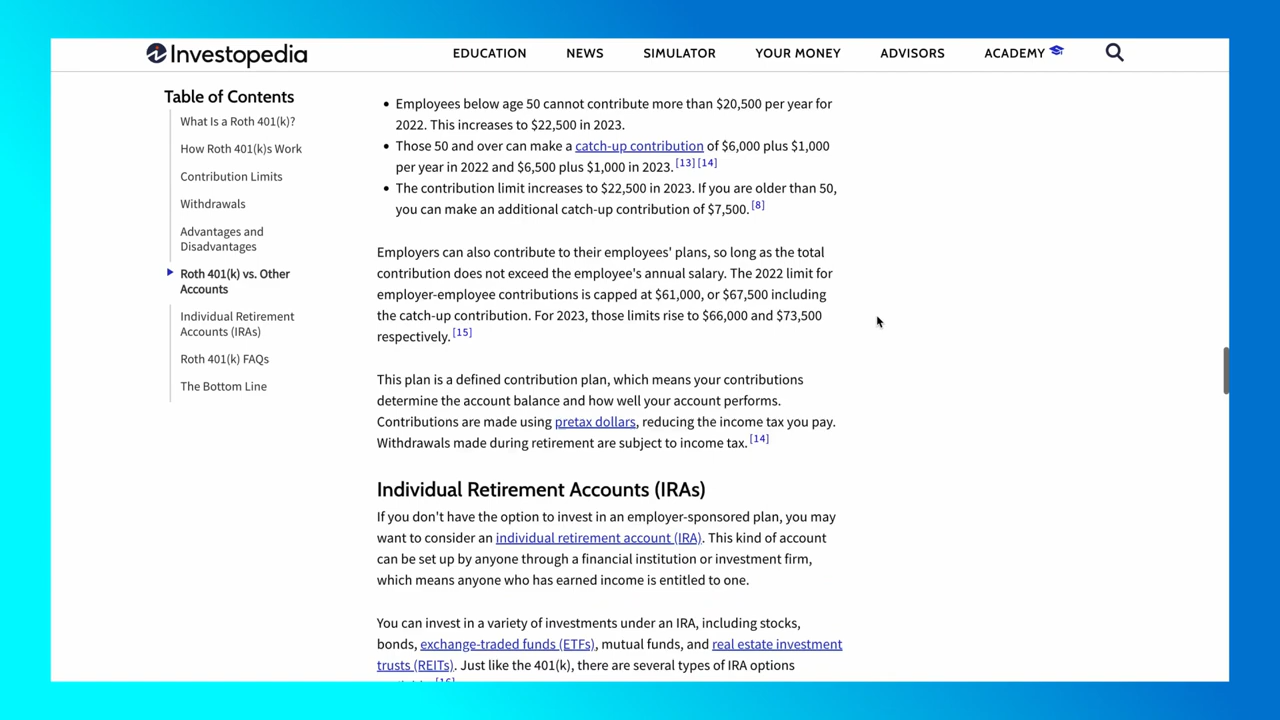 Investopedia
EDUCATION NEWS SIMULATOR YOUR MONEY ADVISORS ACADEMY
Table of Contents
What Is a Roth 401(k)?
How Roth 401(k)s Work
Contribution Limits
Withdrawals
Advantages and
Disadvantages
Roth 401(k) vs. Other
Accounts
Individual Retirement
Accounts (IRAs)
Roth 401(k) FAQs
The Bottom Line
Employees below age 50 cannot contribute more than $20,500 per year for
2022. This increases to $22,500 in 2023.
Those 50 and over can make a catch-up contribution of $6,000 plus $1,000
per year in 2022 and $6,500 plus $1,000 in 2023. [13] [14]
The contribution limit increases to $22,500 in 2023. If you are older than 50,
you can make an additional catch-up contribution of $7,500. [8]
Employers can also contribute to their employees' plans, so long as the total
contribution does not exceed the employee's annual salary. The 2022 limit for
employer-employee contributions is capped at $61,000, or $67,500 including
the catch-up contribution. For 2023, those limits rise to $66,000 and $73,500
respectively. [15]
This plan is a defined contribution plan, which means your contributions
determine the account balance and how well your account performs.
Contributions are made using pretax dollars, reducing the income tax you pay.
Withdrawals made during retirement are subject to income tax. [14]
Individual Retirement Accounts (IRAs)
If you don't have the option to invest in an employer-sponsored plan, you may
want to consider an individual retirement account (IRA). This kind of account
can be set up by anyone through a financial institution or investment firm,
which means anyone who has earned income is entitled to one.
You can invest in a variety of investments under an IRA, including stocks,
bonds, exchange-traded funds (ETFs), mutual funds, and real estate investment
trusts (REITs). Just like the 401(k), there are several types of IRA options